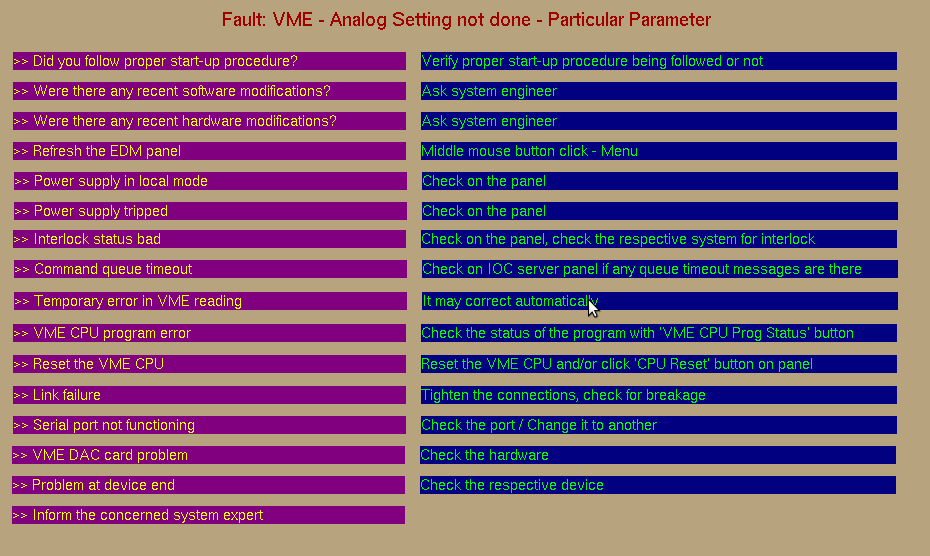 Fault: VME - Analog Setting not done - Particular Parameter
>> Did you follow proper start-up procedure? Verify proper start-up procedure being followed or not
>> Were there any recent software modifications? Ask system engineer
>> Were there any recent hardware modifications? Ask system engineer
>> Refresh the EDM panel Middle mouse button click - Menu
>> Power supply in local mode Check on the panel
>> Power supply tripped Check on the panel
>> Interlock status bad Check on the panel, check the respective system for interlock
>> Command queue timeout Check on IOC server panel if any queue timeout messages are there
>> Temporary error in VME reading It may correct automatically
>> VME CPU program error Check the status of the program with 'VME CPU Prog Status' button
>> Reset the VME CPU Reset the VME CPU and/or click 'CPU Reset' button on panel
>> Link failure Tighten the connections, check for breakage
>> Serial port not functioning Check the port / Change it to another
>> VME DAC card problem Check the hardware
>> Problem at device end Check the respective device
>> Inform the concerned system expert